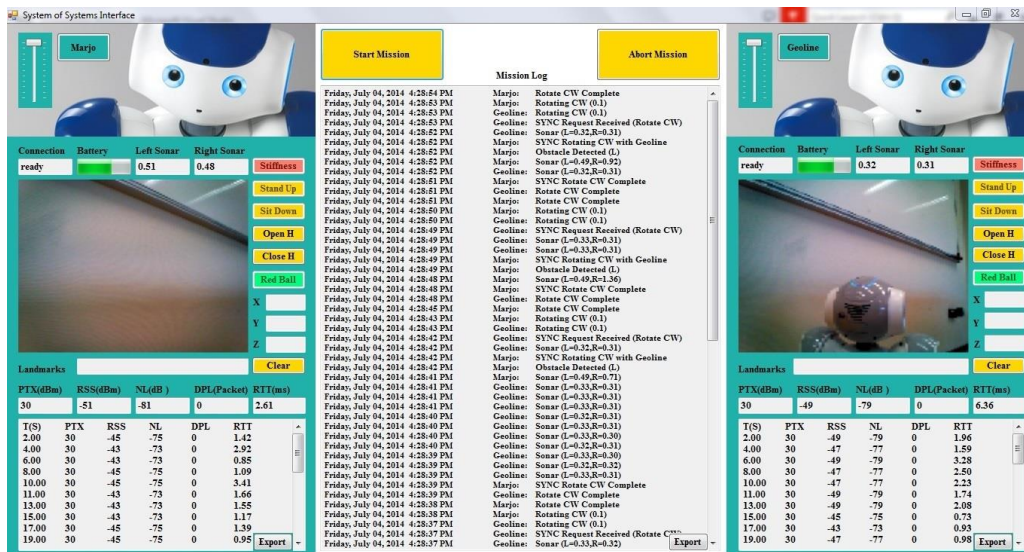 System of Systems Interface
Marjo
Connection Battery Left Sonar Right Sonar
ready 0.51 0.48 Stiffness
Stand Up
Sit Down
Open H
Close H
Red Ball
X
Y
Z
Landmarks Clear
PTX(dBm) RSS(dBm) NL(dB ) DPL(Packet) RTT(ms)
30 -51 -81 0 2.61
T(S) PTX RSS NL DPL RTT
2.00 30 -45 -75 0 1.42
4.00 30 -43 -73 0 2.92
6.00 30 -43 -73 0 0.85
8.00 30 -45 -75 0 1.09
10.00 30 -45 -75 0 3.41
11.00 30 -43 -73 0 1.66
13.00 30 -43 -73 0 1.55
15.00 30 -43 -73 0 1.17
17.00 30 -45 -75 0 1.39
19.00 30 -45 -75 0 0.95
Export
Start Mission
Abort Mission
Mission Log
Friday, July 04, 2014 4:28:54 PM Marjo: Rotate CW Complete
Friday, July 04, 2014 4:28:53 PM Marjo: Rotating CW (0.1)
Friday, July 04, 2014 4:28:53 PM Geoline: Rotating CW (0.1)
Friday, July 04, 2014 4:28:53 PM Geoline: SYNC Request Received (Rotate CW)
Friday, July 04, 2014 4:28:52 PM Geoline: Sonar (L=0.32,R=0.31)
Friday, July 04, 2014 4:28:52 PM Marjo: SYNC Rotating CW with Geoline
Friday, July 04, 2014 4:28:52 PM Marjo: Obstacle Detected (L)
Friday, July 04, 2014 4:28:52 PM Marjo: Sonar (L=0.49,R=0.92)
Friday, July 04, 2014 4:28:52 PM Geoline: Sonar (L=0.32,R=0.31)
Friday, July 04, 2014 4:28:51 PM Marjo: SYNC Rotate CW Complete
Friday, July 04, 2014 4:28:51 PM Geoline: Rotate CW Complete
Friday, July 04, 2014 4:28:51 PM Marjo: Rotate CW Complete
Friday, July 04, 2014 4:28:50 PM Marjo: Rotating CW (0.1)
Friday, July 04, 2014 4:28:50 PM Geoline: Rotating CW (0.1)
Friday, July 04, 2014 4:28:50 PM Geoline: SYNC Request Received (Rotate CW)
Friday, July 04, 2014 4:28:49 PM Geoline: Sonar (L=0.33,R=0.31)
Friday, July 04, 2014 4:28:49 PM Geoline: Sonar (L=0.33,R=0.31)
Friday, July 04, 2014 4:28:49 PM Marjo: SYNC Rotating CW with Geoline
Friday, July 04, 2014 4:28:49 PM Marjo: Obstacle Detected (L)
Friday, July 04, 2014 4:28:48 PM Marjo: Sonar (L=0.49,R=1.36)
Friday, July 04, 2014 4:28:48 PM Marjo: SYNC Rotate CW Complete
Friday, July 04, 2014 4:28:48 PM Geoline: Rotate CW Complete
Friday, July 04, 2014 4:28:45 PM Marjo: Rotate CW Complete
Friday, July 04, 2014 4:28:43 PM Marjo: Rotating CW (0.1)
Friday, July 04, 2014 4:28:43 PM Geoline: Rotating CW (0.1)
Friday, July 04, 2014 4:28:42 PM Geoline: SYNC Request Received (Rotate CW)
Friday, July 04, 2014 4:28:42 PM Geoline: Sonar (L=0.32,R=0.31)
Friday, July 04, 2014 4:28:42 PM Marjo: SYNC Rotating CW with Geoline
Friday, July 04, 2014 4:28:42 PM Marjo: Obstacle Detected (L)
Friday, July 04, 2014 4:28:41 PM Marjo: Sonar (L=0.49,R=0.71)
Friday, July 04, 2014 4:28:41 PM Geoline: Sonar (L=0.33,R=0.31)
Friday, July 04, 2014 4:28:41 PM Geoline: Sonar (L=0.33,R=0.31)
Friday, July 04, 2014 4:28:41 PM Geoline: Sonar (L=0.33,R=0.31)
Friday, July 04, 2014 4:28:40 PM Geoline: Sonar (L=0.32,R=0.31)
Friday, July 04, 2014 4:28:40 PM Geoline: Sonar (L=0.33,R=0.31)
Friday, July 04, 2014 4:28:40 PM Geoline: Sonar (L=0.33,R=0.30)
Friday, July 04, 2014 4:28:40 PM Geoline: Sonar (L=0.32,R=0.31)
Friday, July 04, 2014 4:28:39 PM Geoline: Sonar (L=0.33,R=0.30)
Friday, July 04, 2014 4:28:39 PM Geoline: Sonar (L=0.32,R=0.32)
Friday, July 04, 2014 4:28:39 PM Geoline: Sonar (L=0.33,R=0.31)
Friday, July 04, 2014 4:28:39 PM Marjo: SYNC Rotate CW Complete
Friday, July 04, 2014 4:28:39 PM Geoline: Rotate CW Complete
Friday, July 04, 2014 4:28:38 PM Marjo: Rotate CW Complete
Friday, July 04, 2014 4:28:38 PM Marjo: Rotating CW (0.1)
Friday, July 04, 2014 4:28:37 PM Geoline: Rotating CW (0.1)
Friday, July 04, 2014 4:28:37 PM Geoline: SYNC Request Received (Rotate CW)
Friday, July 04, 2014 4:28:37 PM Geoline: Sonar (L=0.33,R=0.32)
Export
Geoline
Connection Battery Left Sonar Right Sonar
ready 0.32 0.31 Stiffness
Stand Up
Sit Down
Open H
Close H
Red Ball
X
Y
Z
Landmarks Clear
PTX(dBm) RSS(dBm) NL(dB) DPL(Packet) RTT(ms)
30 -49 -79 0 6.36
T(S) PTX RSS NL DPL RTT
2.00 30 -49 -79 0 1.96
4.00 30 -47 -77 0 1.59
6.00 30 -49 -79 0 3.28
8.00 30 -47 -77 0 2.50
10.00 30 -47 -77 0 2.23
11.00 30 -49 -79 0 1.74
13.00 30 -49 -79 0 2.08
15.00 30 -45 -75 0 0.73
17.00 30 -43 -73 0 0.93
19.00 30 -47 -77 0 0.98
Export